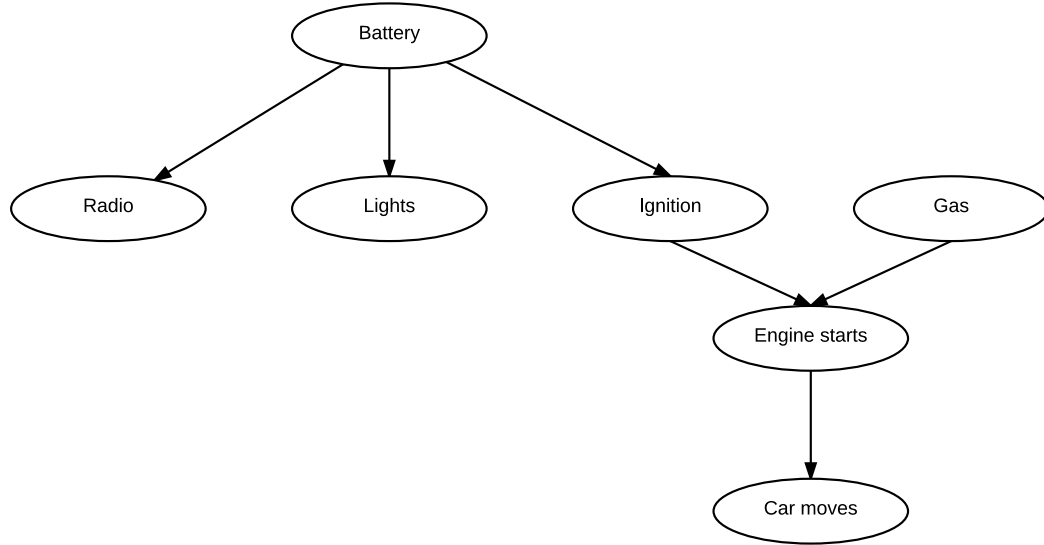 Battery
Radio
Lights
Ignition
Gas
Engine starts
Car moves